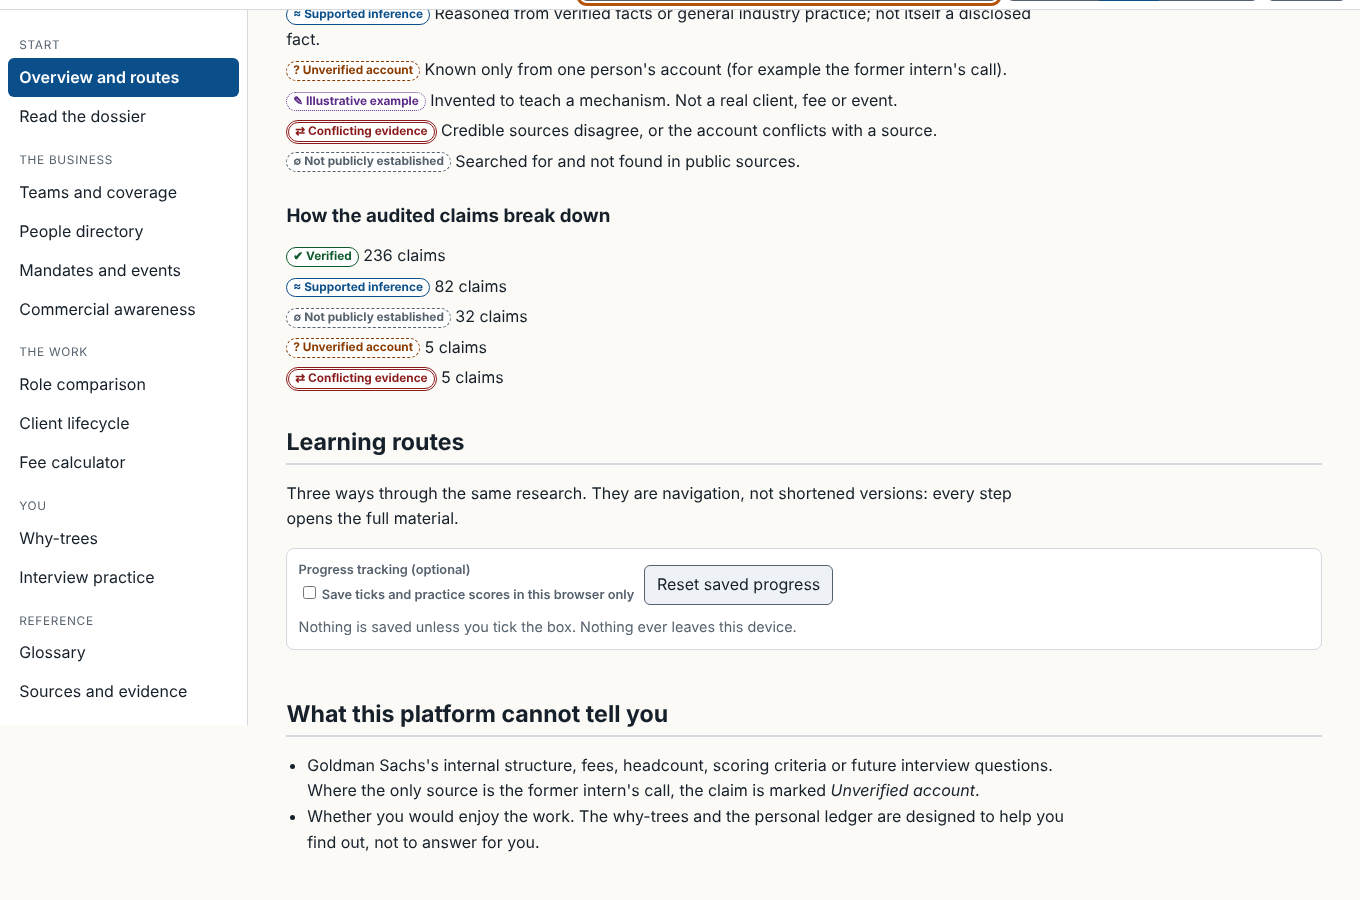 START
Overview and routes
Read the dossier
THE BUSINESS
Teams and coverage
People directory
Mandates and events
Commercial awareness
THE WORK
Role comparison
Client lifecycle
Fee calculator
YOU
Why-trees
Interview practice
REFERENCE
Glossary
Sources and evidence
≈ Supported inference Reasoned from verified facts or general industry practice; not itself a disclosed
fact.
? Unverified account Known only from one person's account (for example the former intern's call).
✎ Illustrative example Invented to teach a mechanism. Not a real client, fee or event.
⇄ Conflicting evidence Credible sources disagree, or the account conflicts with a source.
∅ Not publicly established Searched for and not found in public sources.
How the audited claims break down
✔ Verified 236 claims
≈ Supported inference 82 claims
∅ Not publicly established 32 claims
? Unverified account 5 claims
⇄ Conflicting evidence 5 claims
Learning routes
Three ways through the same research. They are navigation, not shortened versions: every step
opens the full material.
Progress tracking (optional)
Save ticks and practice scores in this browser only
Reset saved progress
Nothing is saved unless you tick the box. Nothing ever leaves this device.
What this platform cannot tell you
• Goldman Sachs's internal structure, fees, headcount, scoring criteria or future interview questions.
Where the only source is the former intern's call, the claim is marked Unverified account.
• Whether you would enjoy the work. The why-trees and the personal ledger are designed to help you
find out, not to answer for you.